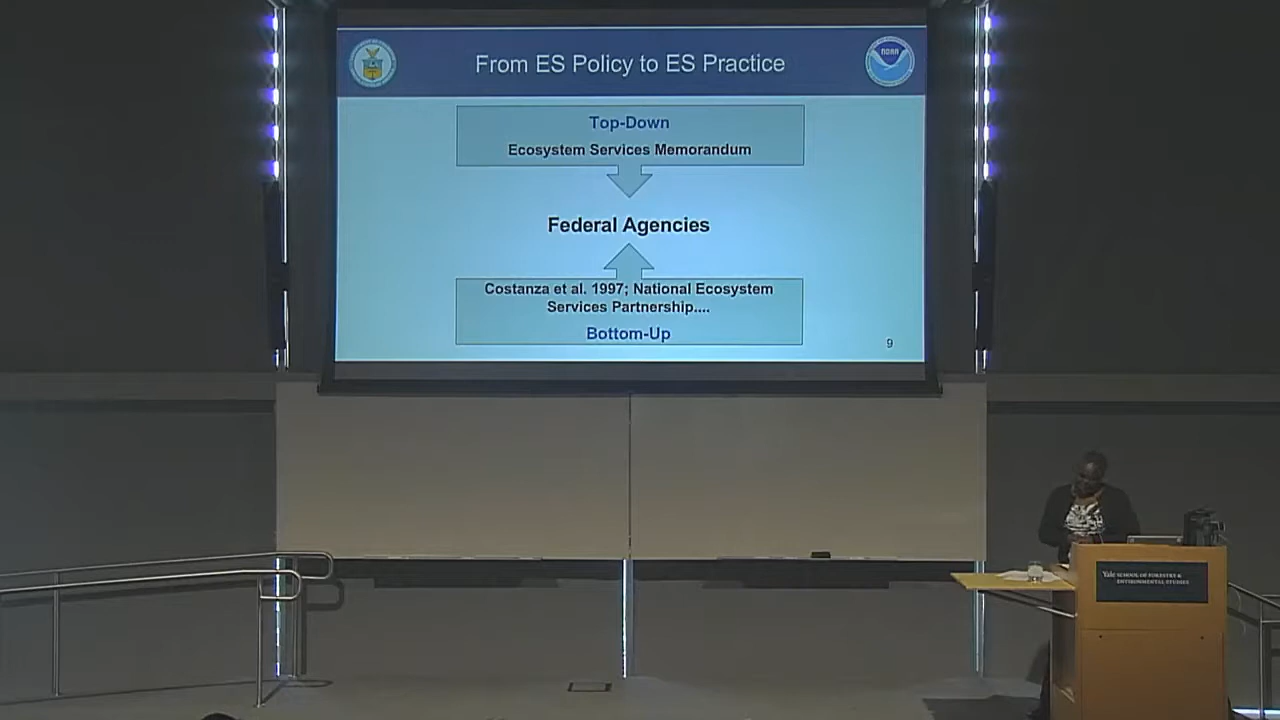 From ES Policy to ES Practice
NOAA
Top-Down
Ecosystem Services Memorandum
Federal Agencies
Costanza et al. 1997; National Ecosystem
Services Partnership....
Bottom-Up
9
Yale SCHOOL OF FORESTRY &
ENVIRONMENTAL STUDIES